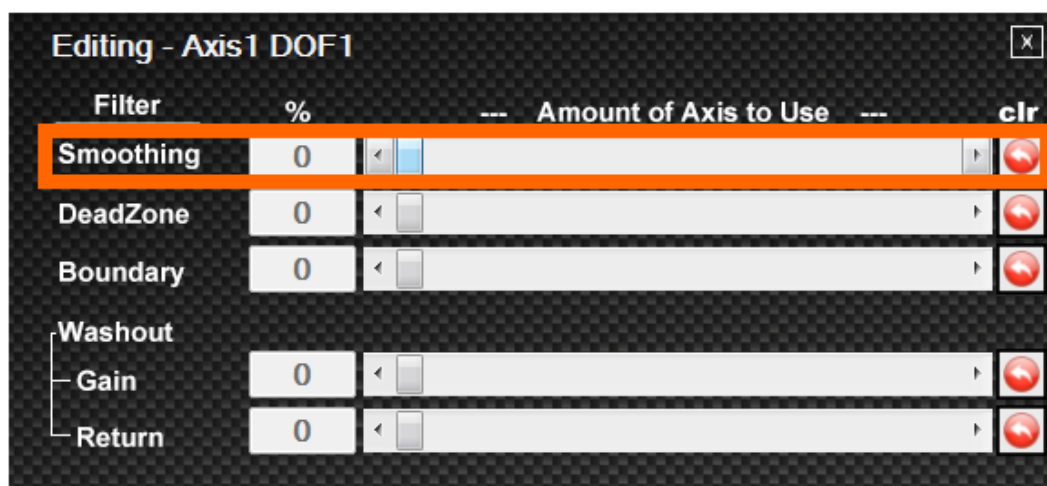 Editing - Axis1 DOF1 X
Filter % --- Amount of Axis to Use --- clr
Smoothing 0
DeadZone 0
Boundary 0
Washout
Gain 0
Return 0